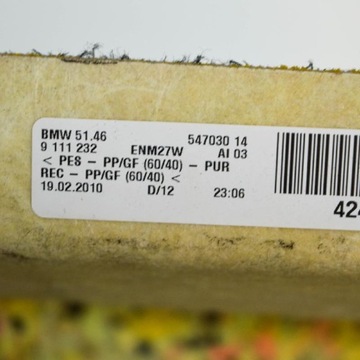 BMW 51.46 547030 14
9 111 232 ENM27W AI 03
< PES - PP/GF (60/40) - PUR
REC - PP/GF (60/40) <
19.02.2010 D/12 23:06
424